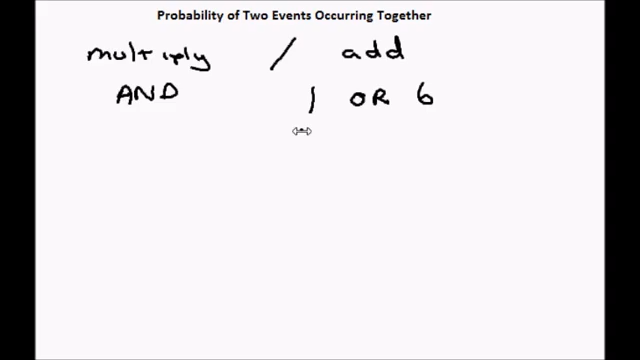 Probability of Two Events Occurring Together
multiply / add
AND 1 OR 6